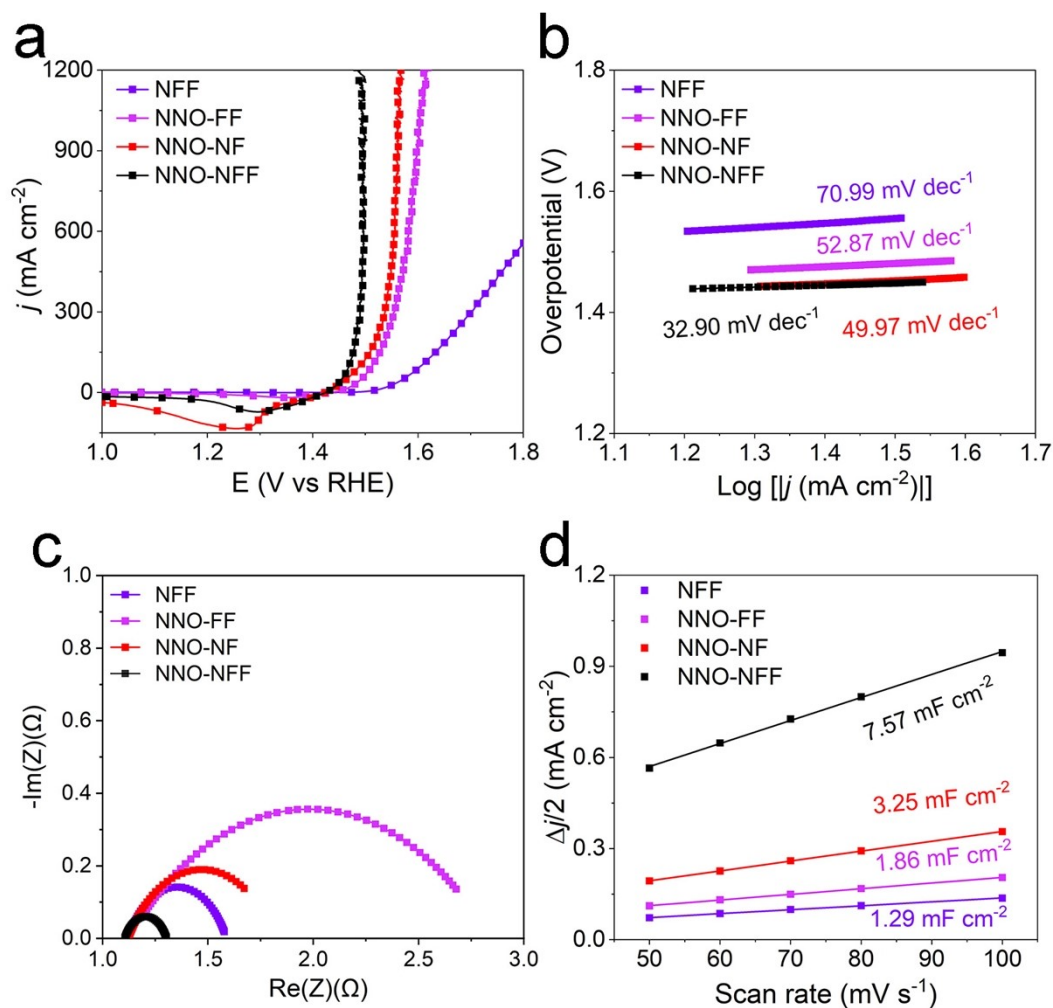 a
1200
900
600
300
0
j (mA cm-2)
NFF
NNO-FF
NNO-NF
NNO-NFF
1.0
1.2
1.4
1.6
1.8
E (V vs RHE)
b
1.8
1.6
1.4
1.2
Overpotential (V)
NFF
NNO-FF
NNO-NF
NNO-NFF
70.99 mV dec-1
52.87 mV dec-1
32.90 mV dec-1
49.97 mV dec-1
1.1
1.2
1.3
1.4
1.5
1.6
1.7
Log [|j (mA cm-2)|]
c
1.0
0.8
0.6
0.4
0.2
0.0
-Im(Z)(Ω)
NFF
NNO-FF
NNO-NF
NNO-NFF
1.0
1.5
2.0
2.5
3.0
Re(Z)(Ω)
d
1.2
0.9
0.6
0.3
0.0
Δj/2 (mA cm-2)
NFF
NNO-FF
NNO-NF
NNO-NFF
7.57 mF cm-2
3.25 mF cm-2
1.86 mF cm-2
1.29 mF cm-2
50
60
70
80
90
100
Scan rate (mV s-1)